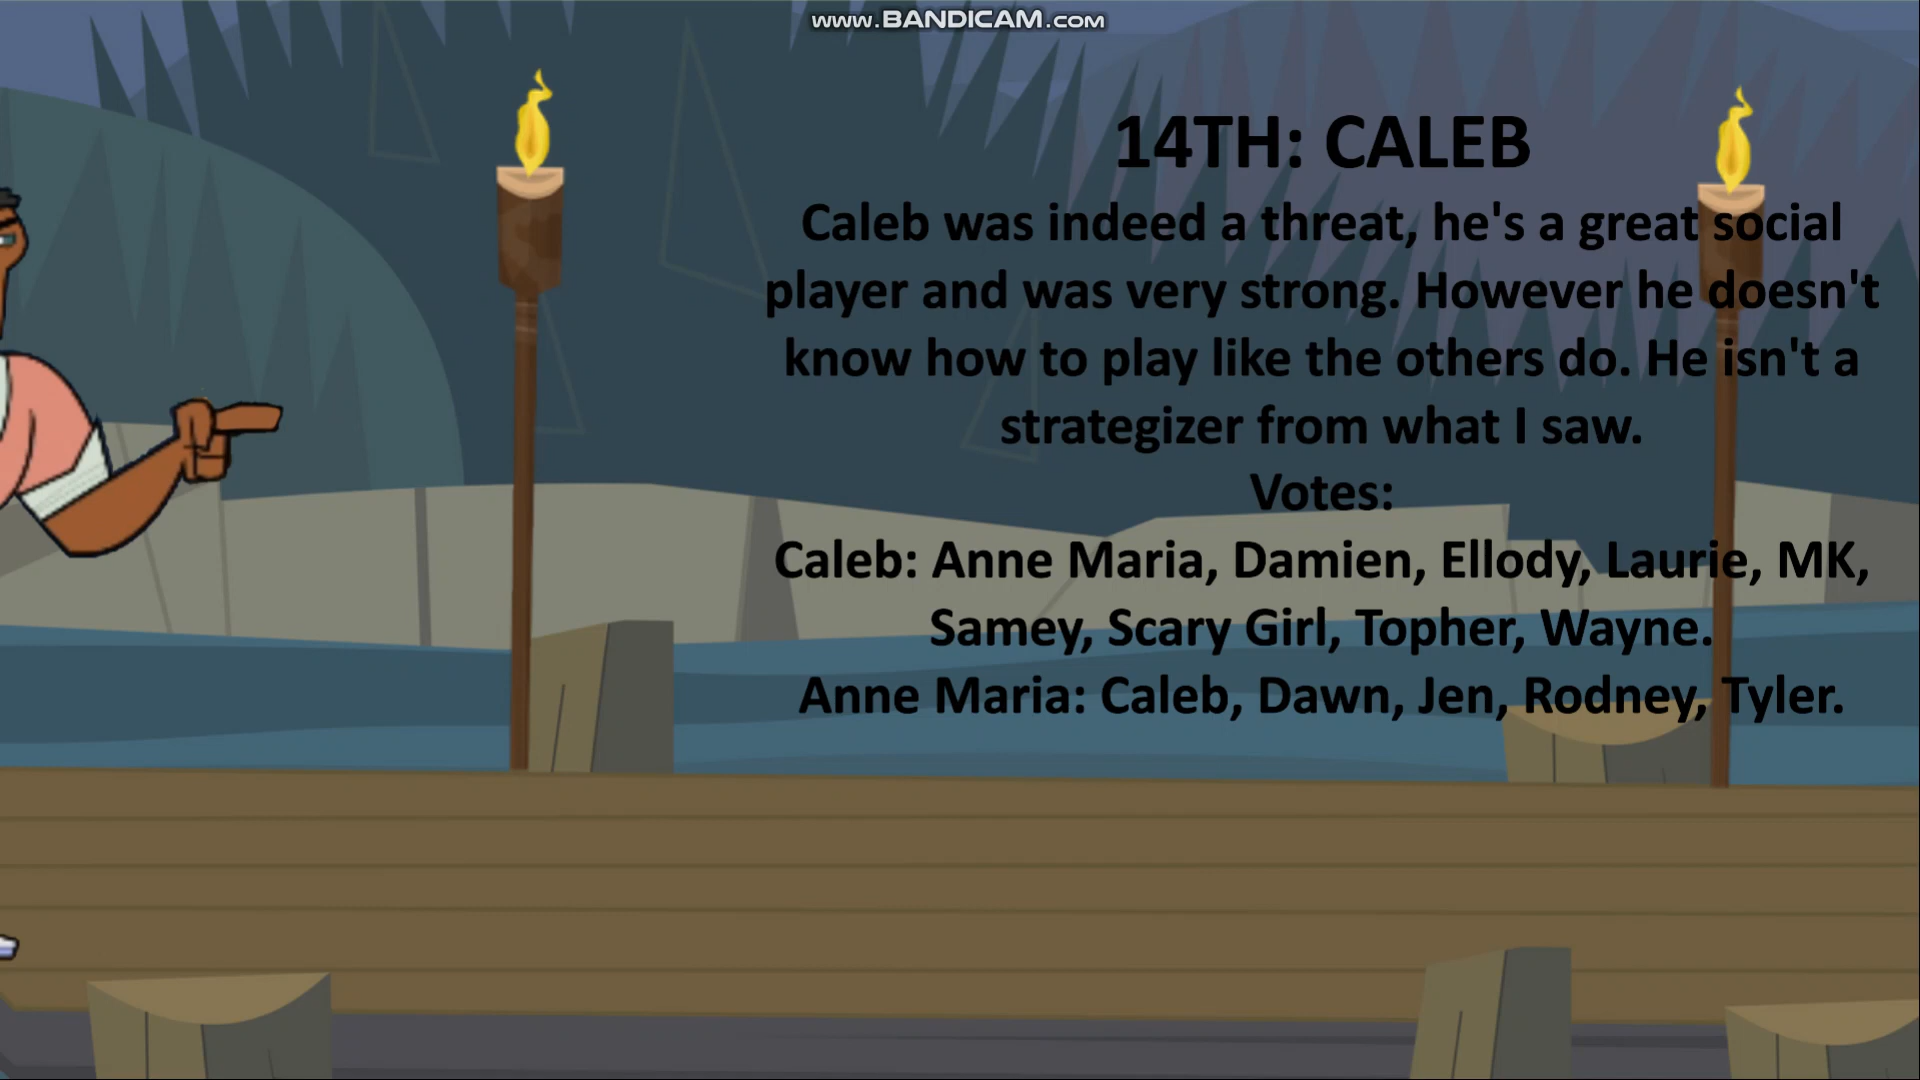 www.BANDICAM.com
14TH: CALEB
Caleb was indeed a threat, he's a great social
player and was very strong. However he doesn't
know how to play like the others do. He isn't a
strategizer from what I saw.
Votes:
Caleb: Anne Maria, Damien, Ellody, Laurie, MK,
Samey, Scary Girl, Topher, Wayne.
Anne Maria: Caleb, Dawn, Jen, Rodney, Tyler.